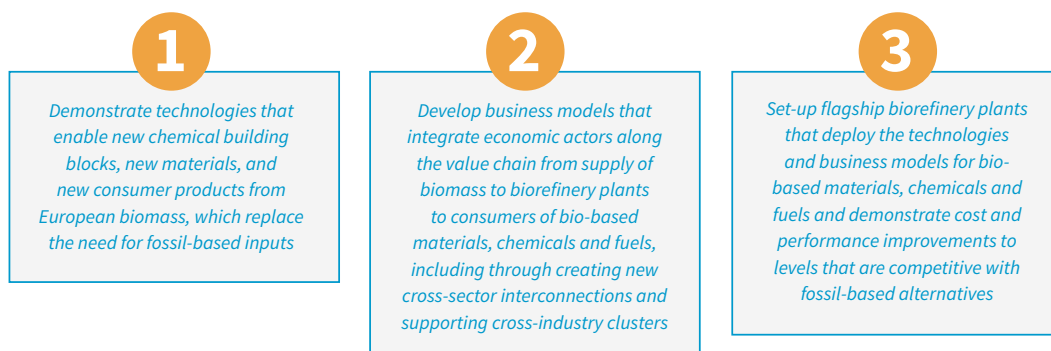 1
Demonstrate technologies that
enable new chemical building
blocks, new materials, and
new consumer products from
European biomass, which replace
the need for fossil-based inputs
2
Develop business models that
integrate economic actors along
the value chain from supply of
biomass to biorefinery plants
to consumers of bio-based
materials, chemicals and fuels,
including through creating new
cross-sector interconnections and
supporting cross-industry clusters
3
Set-up flagship biorefinery plants
that deploy the technologies
and business models for bio-
based materials, chemicals and
fuels and demonstrate cost and
performance improvements to
levels that are competitive with
fossil-based alternatives